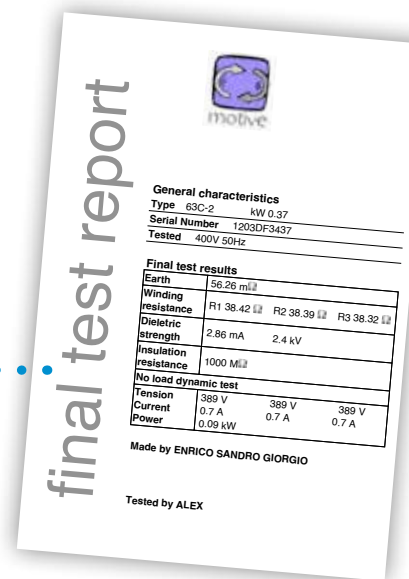 final test report
motive
General characteristics
Type 63C-2 kW 0.37
Serial Number 1203DF3437
Tested 400V 50Hz
Final test results
Earth 56.26 mΩ
Winding resistance R1 38.42 Ω R2 38.39 Ω R3 38.32 Ω
Dieletric strength 2.86 mA 2.4 kV
Insulation resistance 1000 MΩ
No load dynamic test
Tension 389 V 389 V 389 V
Current 0.7 A 0.7 A 0.7 A
Power 0.09 kW
Made by ENRICO SANDRO GIORGIO
Tested by ALEX